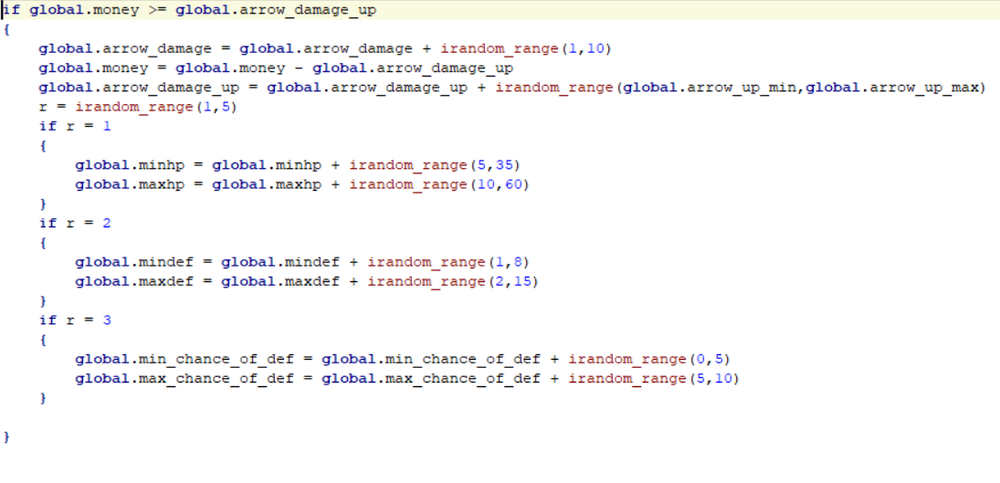 if global.money >= global.arrow_damage_up
{
    global.arrow_damage = global.arrow_damage + irandom_range(1,10)
    global.money = global.money - global.arrow_damage_up
    global.arrow_damage_up = global.arrow_damage_up + irandom_range(global.arrow_up_min,global.arrow_up_max)
    r = irandom_range(1,5)
    if r = 1
    {
        global.minhp = global.minhp + irandom_range(5,35)
        global.maxhp = global.maxhp + irandom_range(10,60)
    }
    if r = 2
    {
        global.mindef = global.mindef + irandom_range(1,8)
        global.maxdef = global.maxdef + irandom_range(2,15)
    }
    if r = 3
    {
        global.min_chance_of_def = global.min_chance_of_def + irandom_range(0,5)
        global.max_chance_of_def = global.max_chance_of_def + irandom_range(5,10)
    }

}